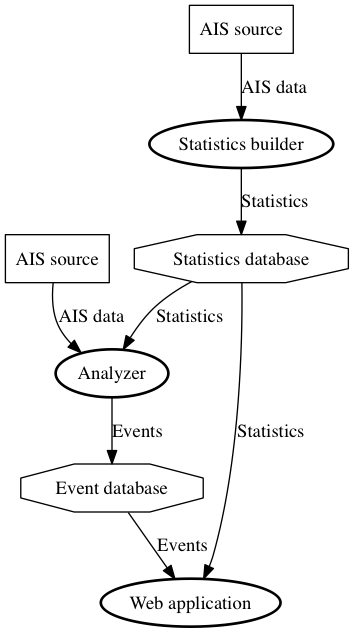 AIS source
AIS data
Statistics builder
Statistics
AIS source
Statistics database
AIS data
Statistics
Analyzer
Events
Statistics
Event database
Events
Web application